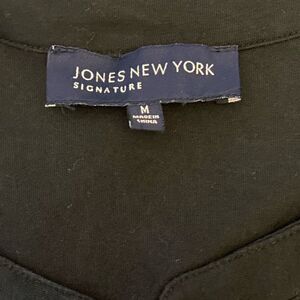 JONES NEW YORK
SIGNATURE
M
MADE IN
CHINA